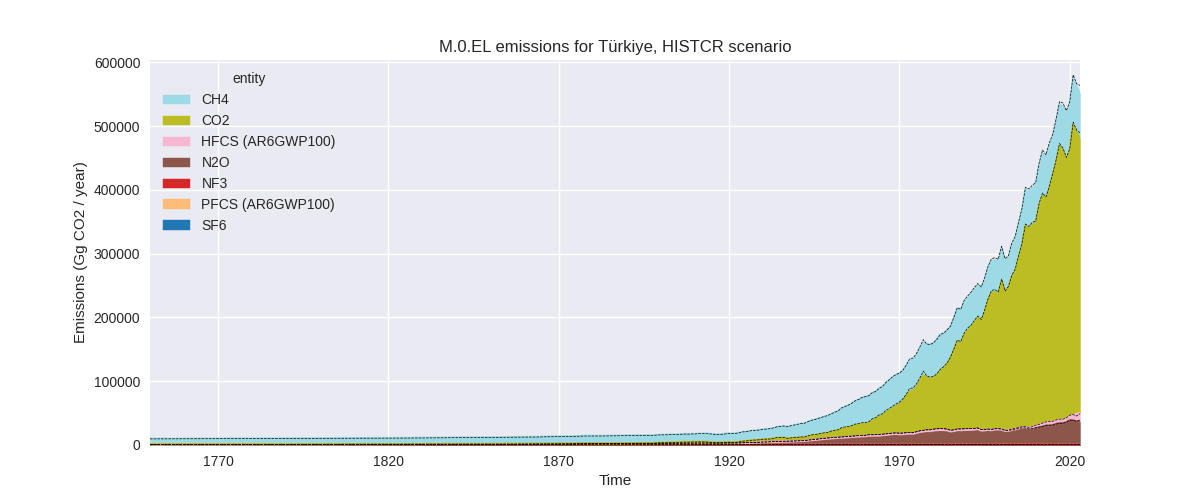 M.0.EL emissions for Türkiye, HISTCR scenario
Emissions (Gg CO2 / year)
600000
500000
400000
300000
200000
100000
0
entity
CH4
CO2
HFCS (AR6GWP100)
N2O
NF3
PFCS (AR6GWP100)
SF6
1770
1820
1870
1920
1970
2020
Time